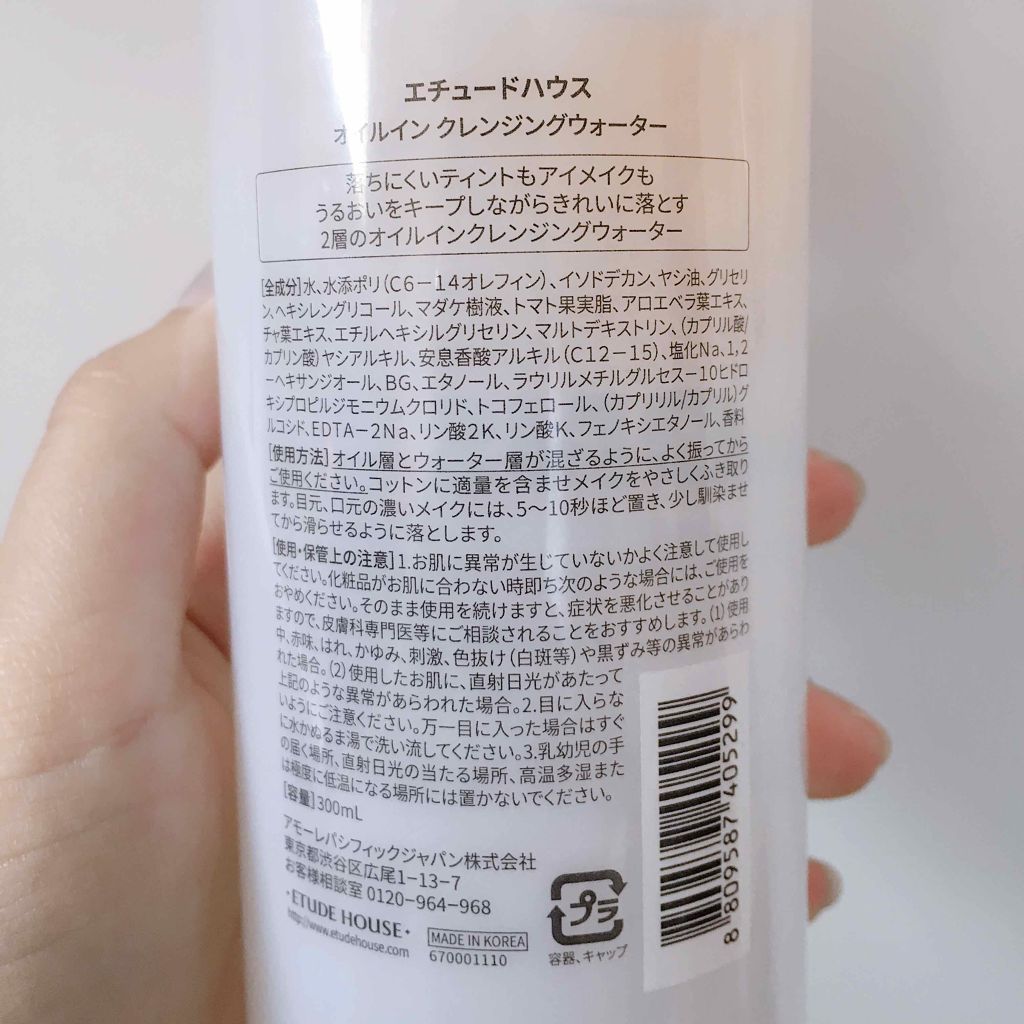 エチュードハウス
オイルイン クレンジングウォーター
落ちにくいティントもアイメイクも
うるおいをキープしながらきれいに落とす
2層のオイルインクレンジングウォーター
[全成分]水、水添ポリ(C6-14オレフィン)、イソドデカン、ヤシ油、グリセリ
ン、ヘキシレングリコール、マダケ樹液、トマト果実脂、アロエベラ葉エキス、
チャ葉エキス、エチルヘキシルグリセリン、マルトデキストリン、(カプリル酸/
カプリン酸)ヤシアルキル、安息香酸アルキル(C12-15)、塩化Na、1,2
-ヘキサンジオール、BG、エタノール、ラウリルメチルグルセス-10ヒドロ
キシプロピルジモニウムクロリド、トコフェロール、(カプリリル/カプリル)グ
ルコシド、EDTA-2Na、リン酸2K、リン酸K、フェノキシエタノール、香料
[使用方法]オイル層とウォーター層が混ざるように、よく振ってから
ご使用ください。コットンに適量を含ませメイクをやさしくふき取り
ます。目元、口元の濃いメイクには、5~10秒ほど置き、少し馴染ませ
てから滑らせるように落とします。
[使用・保管上の注意]1.お肌に異常が生じていないかよく注意して使用し
てください。化粧品がお肌に合わない時即ち次のような場合には、ご使用を
おやめください。そのまま使用を続けますと、症状を悪化させることがあり
ますので、皮膚科専門医等にご相談されることをおすすめします。(1)使用
中、赤味、はれ、かゆみ、刺激、色抜け(白斑等)や黒ずみ等の異常があらわ
れた場合。(2)使用したお肌に、直射日光があたって
上記のような異常があらわれた場合。2.目に入らな
いようにご注意ください。万一目に入った場合はすぐ
に水かぬるま湯で洗い流してください。3.乳幼児の手
の届く場所、直射日光の当たる場所、高温多湿また
は極度に低温になる場所には置かないでください。
[容量]300mL
アモーレパシフィックジャパン株式会社
東京都渋谷区広尾1-13-7
お客様相談室 0120-964-968
・ETUDE HOUSE・
http://www.etudehouse.com
MADE IN KOREA
670001110
プラ
容器、キャップ
8 809587 405299